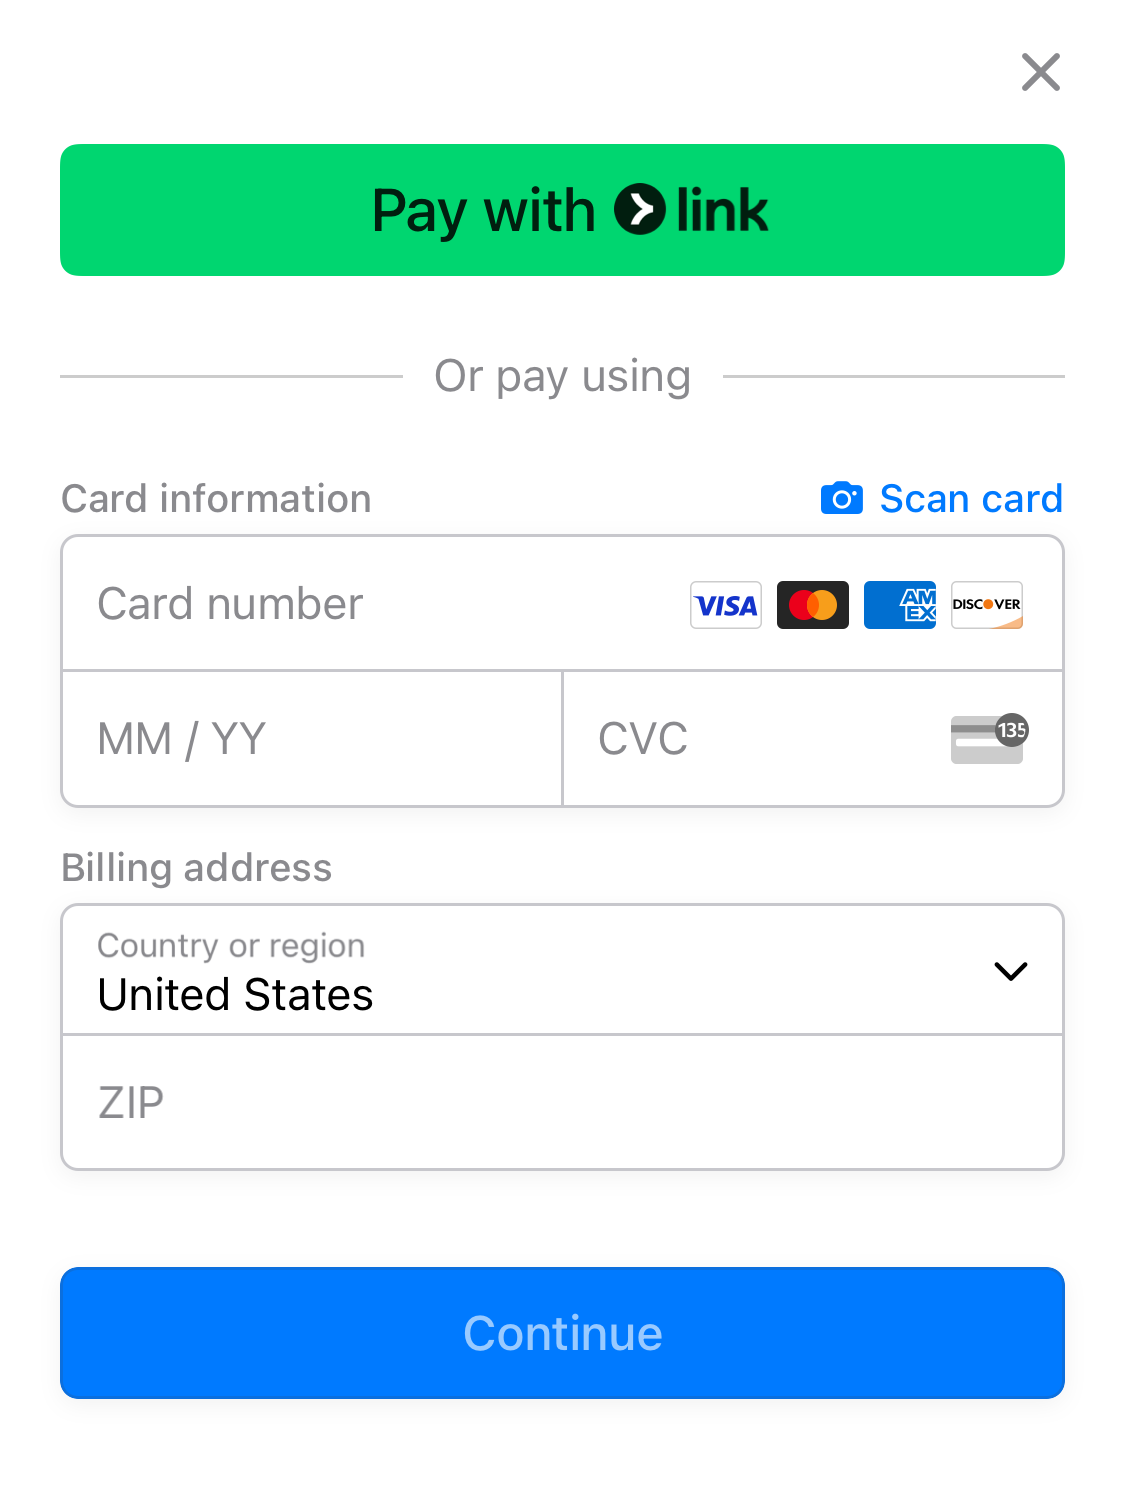 Pay with link
Or pay using
Card information Scan card
Card number VISA AM EX DISCOVER
MM / YY CVC 135
Billing address
Country or region
United States
ZIP
Continue